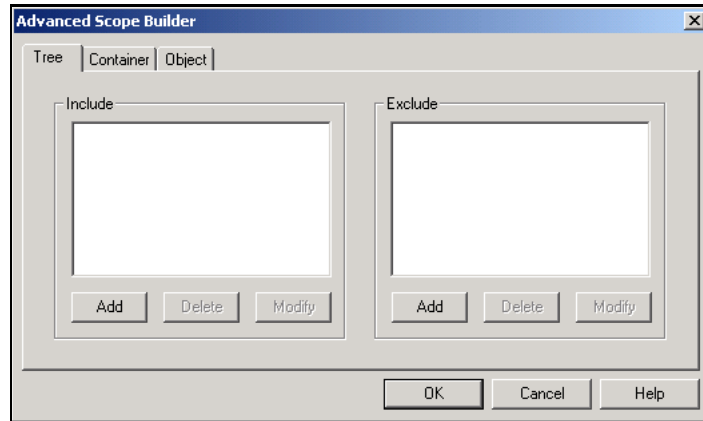 Advanced Scope Builder
Tree Container Object
Include Exclude
Add Delete Modify Add Delete Modify
OK Cancel Help